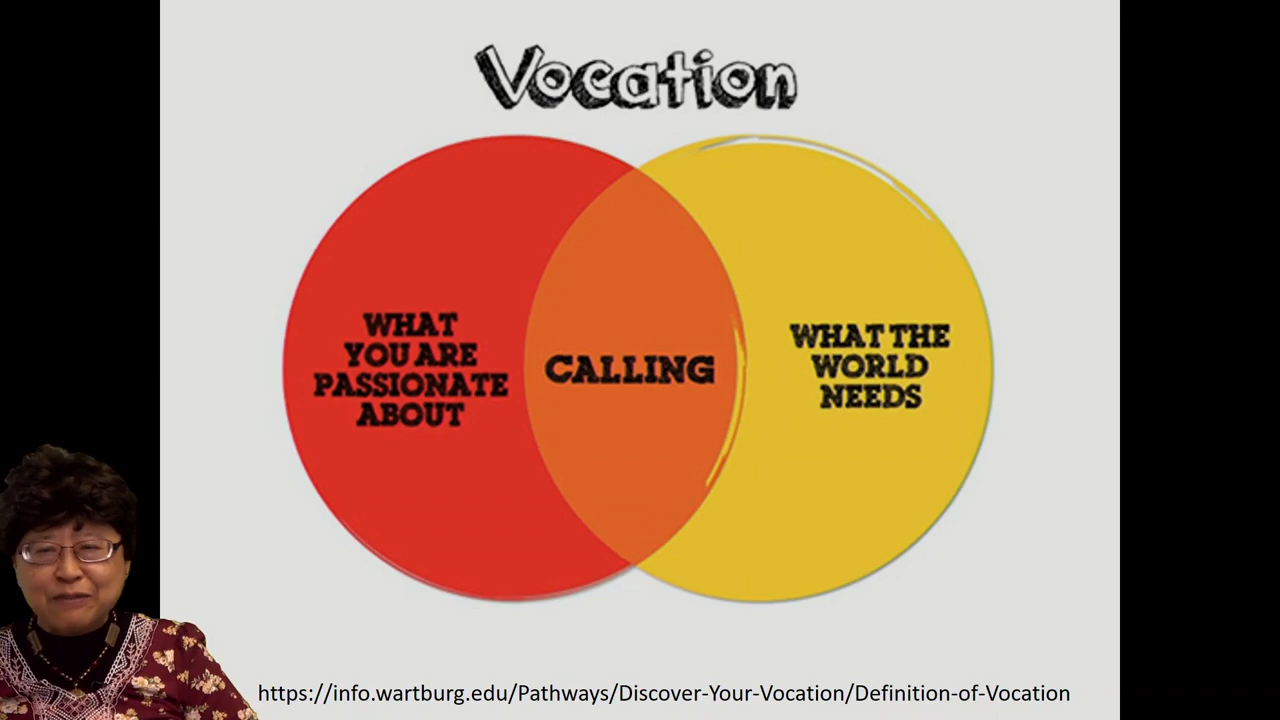 Vocation
WHAT
YOU ARE
PASSIONATE
ABOUT
CALLING
WHAT THE
WORLD
NEEDS
https://info.wartburg.edu/Pathways/Discover-Your-Vocation/Definition-of-Vocation